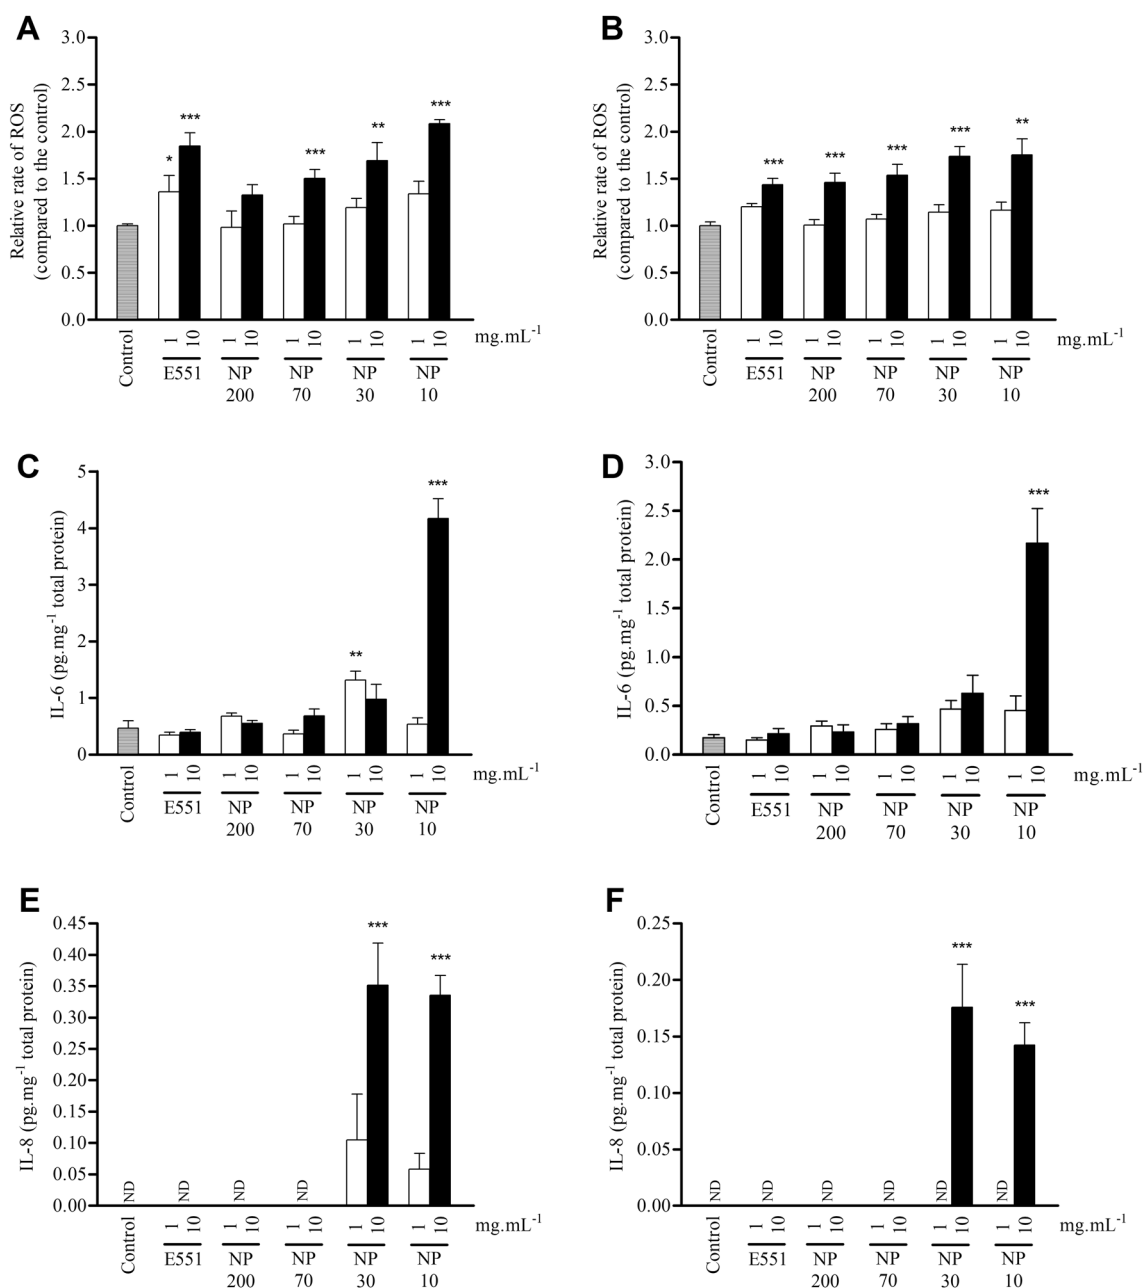 A
Relative rate of ROS
(compared to the control)
3.0
2.5
2.0
1.5
1.0
0.5
0.0
* *** *** ** ***
Control 1 10 1 10 1 10 1 10 1 10 mg.mL-1
E551 NP NP NP NP
200 70 30 10
B
Relative rate of ROS
(compared to the control)
3.0
2.5
2.0
1.5
1.0
0.5
0.0
*** *** *** *** **
Control 1 10 1 10 1 10 1 10 1 10 mg.mL-1
E551 NP NP NP NP
200 70 30 10
C
IL-6 (pg.mg-1 total protein)
5
4
3
2
1
0
** ***
Control 1 10 1 10 1 10 1 10 1 10 mg.mL-1
E551 NP NP NP NP
200 70 30 10
D
IL-6 (pg.mg-1 total protein)
3.0
2.5
2.0
1.5
1.0
0.5
0.0
***
Control 1 10 1 10 1 10 1 10 1 10 mg.mL-1
E551 NP NP NP NP
200 70 30 10
E
IL-8 (pg.mg-1 total protein)
0.45
0.40
0.35
0.30
0.25
0.20
0.15
0.10
0.05
0.00
*** ***
ND ND ND ND
Control 1 10 1 10 1 10 1 10 1 10 mg.mL-1
E551 NP NP NP NP
200 70 30 10
F
IL-8 (pg.mg-1 total protein)
0.25
0.20
0.15
0.10
0.05
0.00
*** ***
ND ND ND ND ND ND
Control 1 10 1 10 1 10 1 10 1 10 mg.mL-1
E551 NP NP NP NP
200 70 30 10